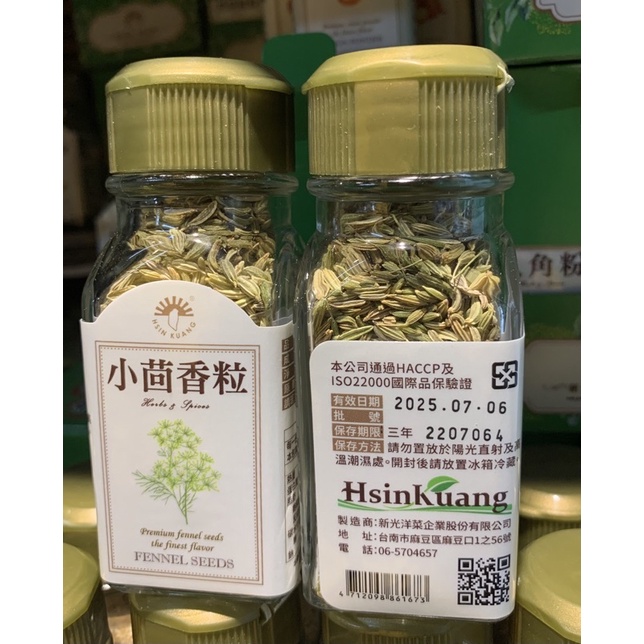 HSIN KUANG
小茴香粒
Herbs & Spices
Premium fennel seeds
the finest flavor
FENNEL SEEDS
本公司通過HACCP及
ISO22000國際品保驗證
有效日期 2025.07.06
批號
保存期限 三年 2207064
保存方法 請勿置放於陽光直射及高
溫潮濕處。開封後請放置冰箱冷藏
HsinKuang
製造商:新光洋菜企業股份有限公司
地 址:台南市麻豆區麻豆口1之56號
電 話:06-5704657
4712098861673
角粉